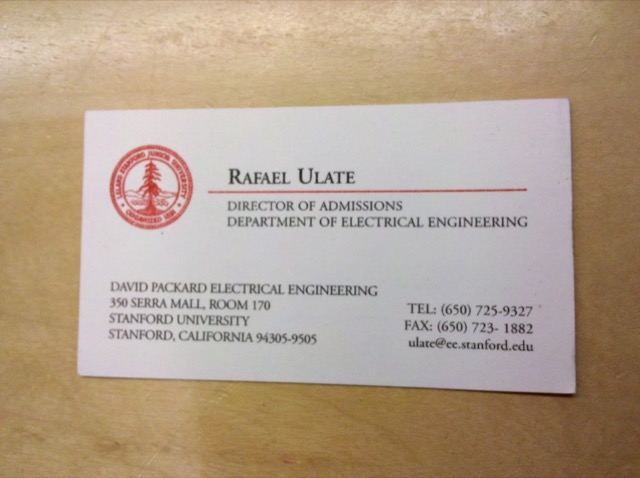 LELAND STANFORD JUNIOR UNIVERSITY
ORGANIZED 1891
RAFAEL ULATE
DIRECTOR OF ADMISSIONS
DEPARTMENT OF ELECTRICAL ENGINEERING
DAVID PACKARD ELECTRICAL ENGINEERING
350 SERRA MALL, ROOM 170
STANFORD UNIVERSITY
STANFORD, CALIFORNIA 94305-9505
TEL: (650) 725-9327
FAX: (650) 723- 1882
ulate@ee.stanford.edu